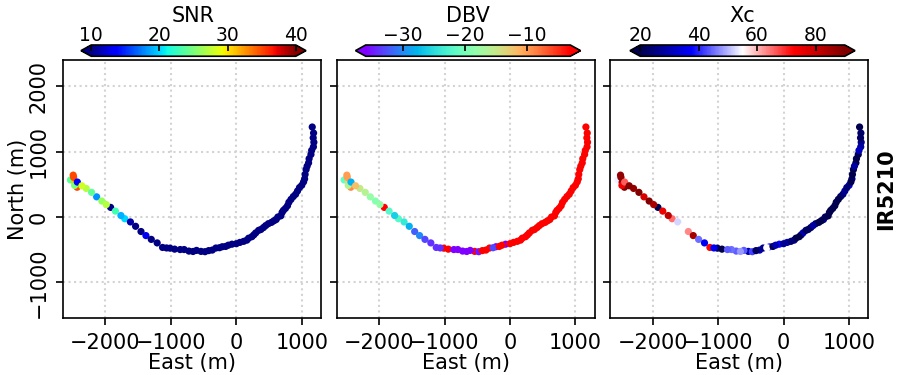 SNR
DBV
Xc
10 20 30 40
−30 −20 −10
20 40 60 80
North (m)
2000
1000
0
−1000
−2000 −1000 0 1000
East (m)
−2000 −1000 0 1000
East (m)
−2000 −1000 0 1000
East (m)
IR5210